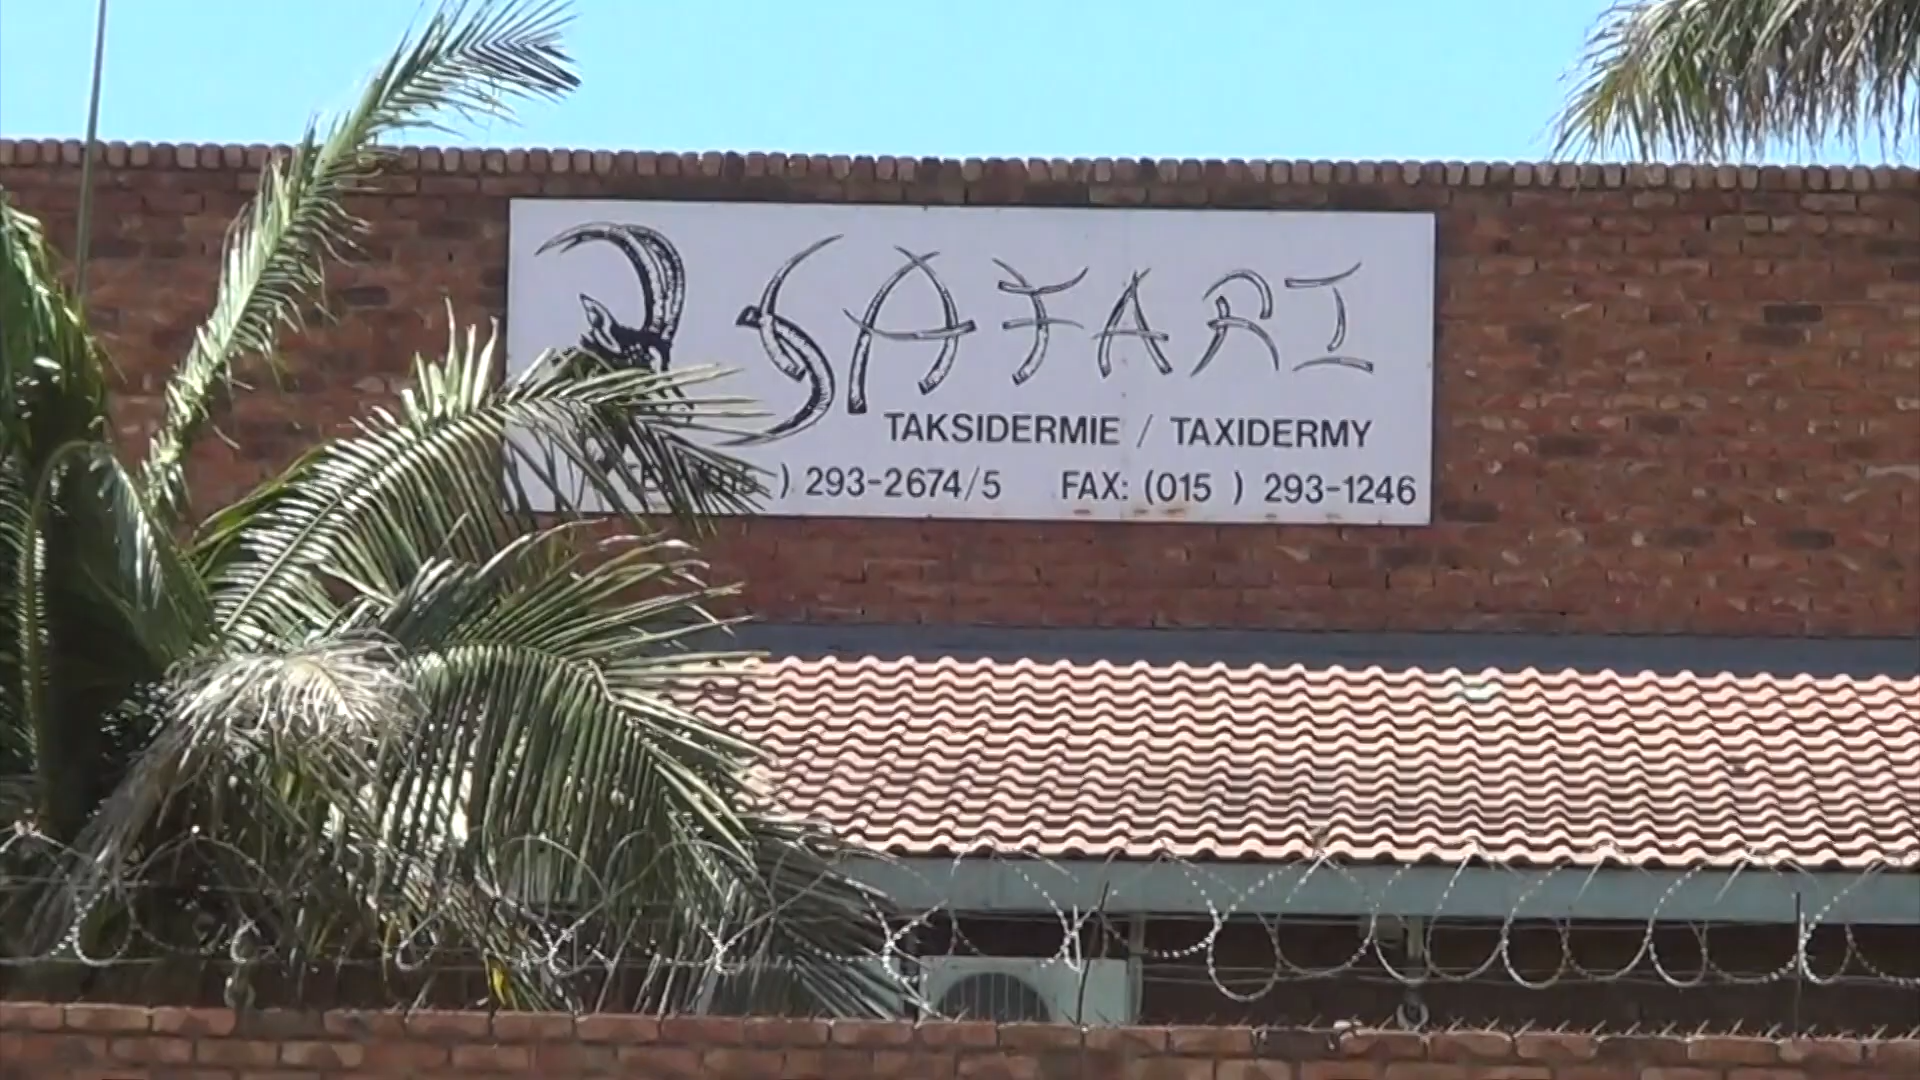 SAFARI
TAKSIDERMIE / TAXIDERMY
) 293-2674/5 FAX: (015 ) 293-1246